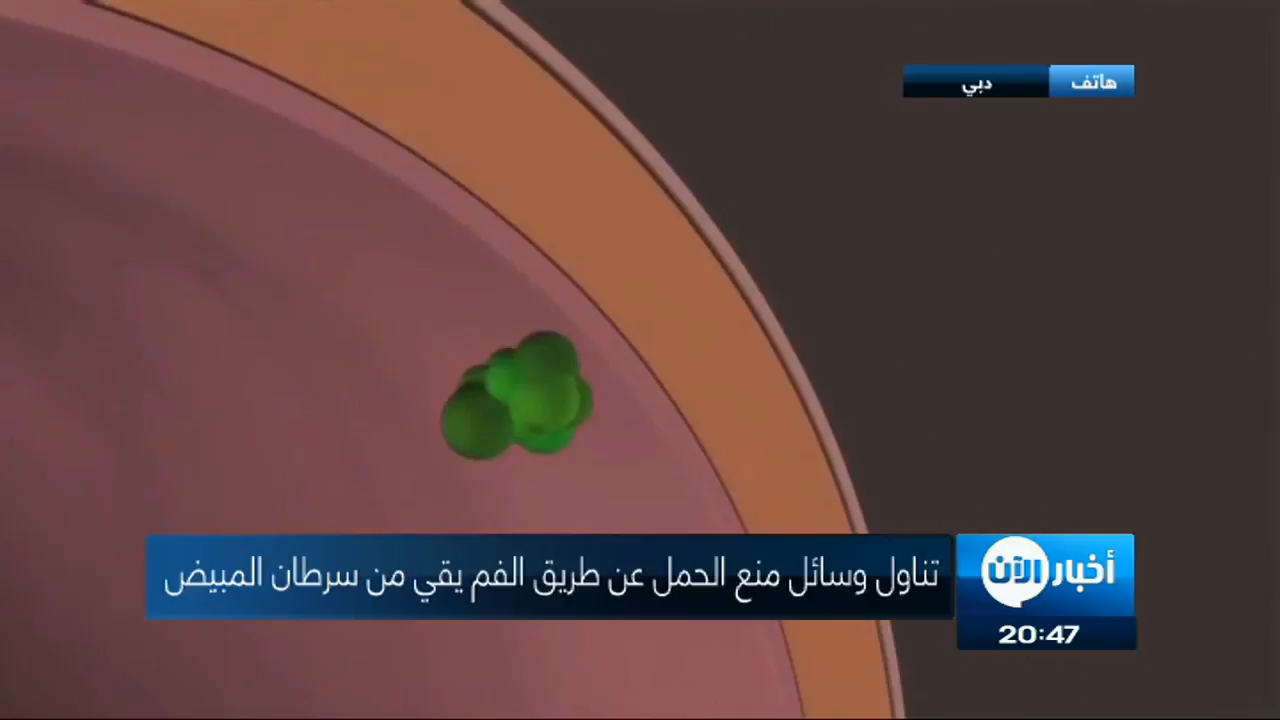 هاتف دبي
تناول وسائل منع الحمل عن طريق الفم يقي من سرطان المبيض
أخبار الآن
20:47